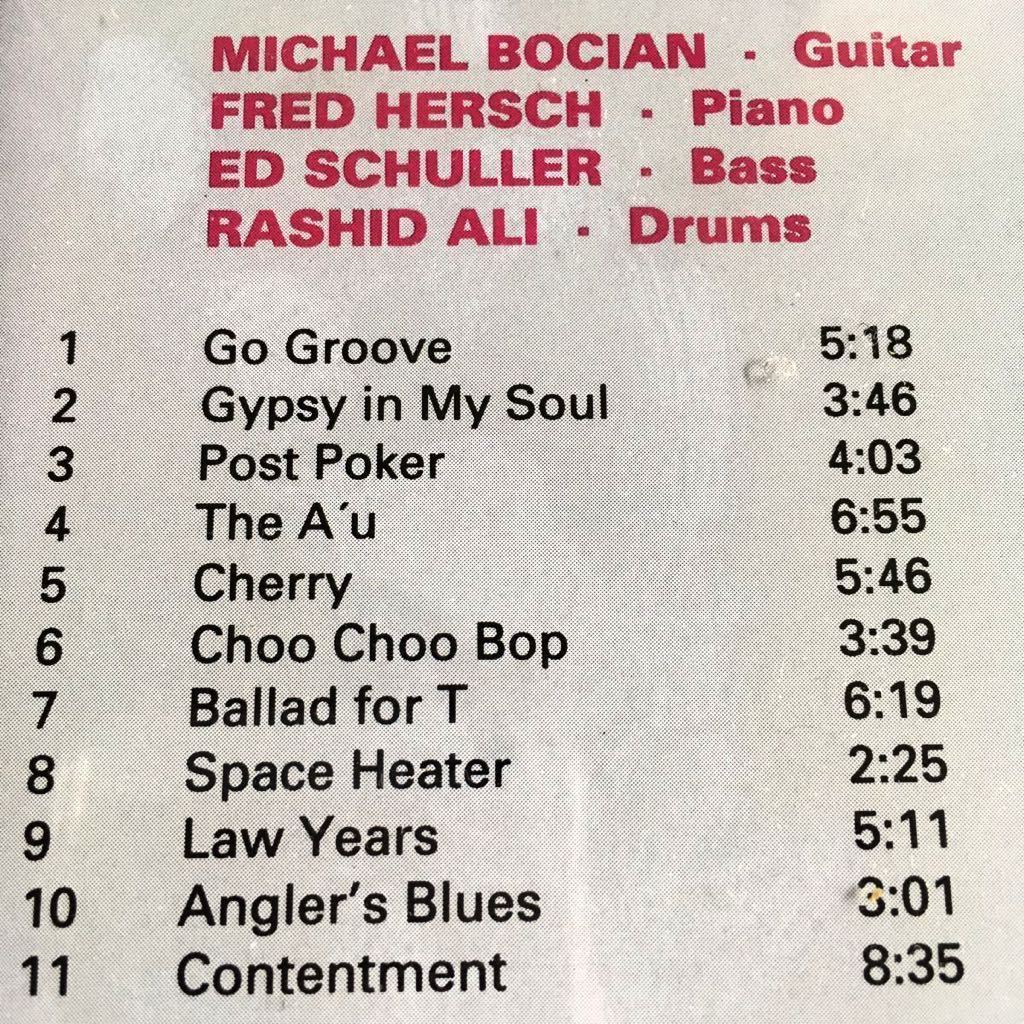 MICHAEL BOCIAN · Guitar
FRED HERSCH · Piano
ED SCHULLER · Bass
RASHID ALI · Drums
1 Go Groove 5:18
2 Gypsy in My Soul 3:46
3 Post Poker 4:03
4 The A´u 6:55
5 Cherry 5:46
6 Choo Choo Bop 3:39
7 Ballad for T 6:19
8 Space Heater 2:25
9 Law Years 5:11
10 Angler's Blues 3:01
11 Contentment 8:35